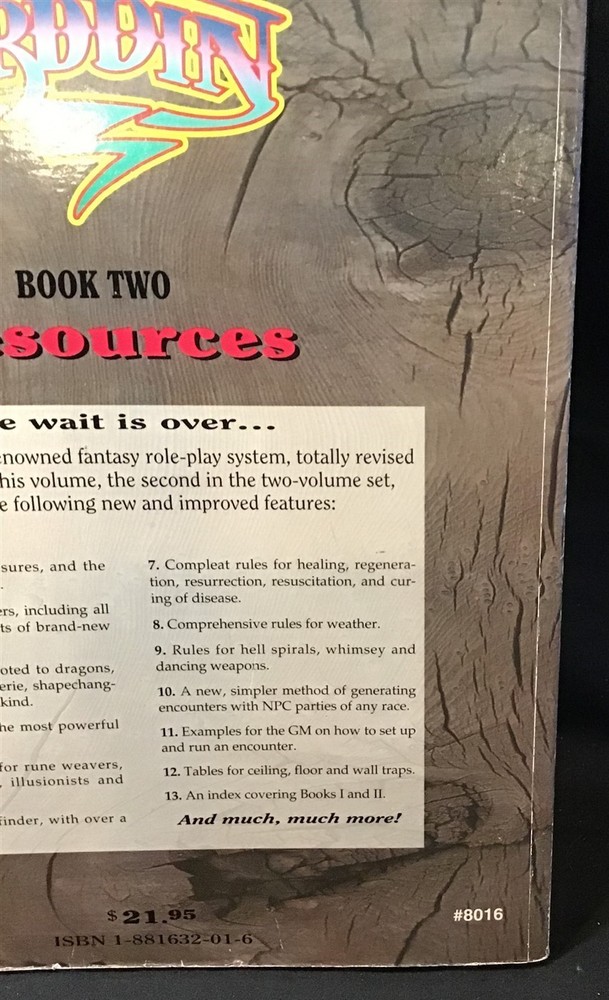 RDDIN
BOOK TWO
esources
e wait is over...
nowned fantasy role-play system, totally revised
his volume, the second in the two-volume set,
e following new and improved features:
sures, and the
.
ers, including all
ts of brand-new
oted to dragons,
erie, shapechang-
kind.
he most powerful
for rune weavers,
, illusionists and
finder, with over a
7. Compleat rules for healing, regenera-
tion, resurrection, resuscitation, and cur-
ing of disease.
8. Comprehensive rules for weather.
9. Rules for hell spirals, whimsey and
dancing weapons.
10. A new, simpler method of generating
encounters with NPC parties of any race.
11. Examples for the GM on how to set up
and run an encounter.
12. Tables for ceiling, floor and wall traps.
13. An index covering Books I and II.
And much, much more!
$21.95
ISBN 1-881632-01-6
#8016